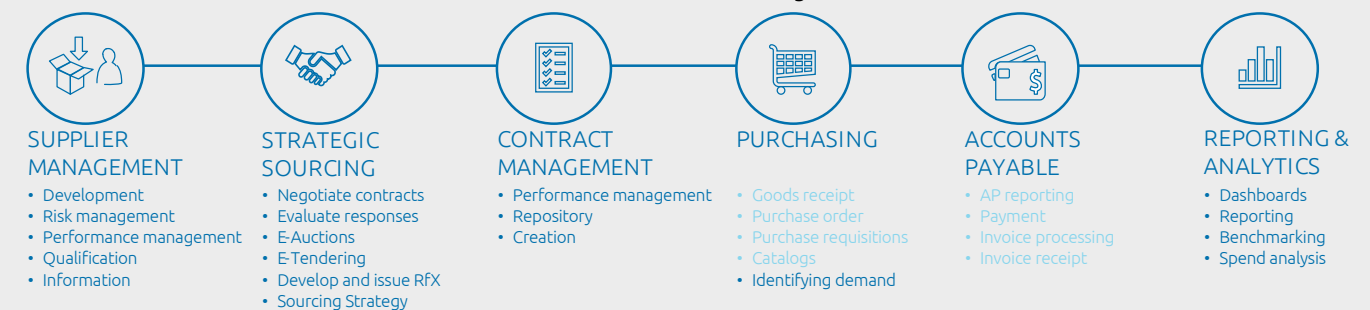 SUPPLIER
MANAGEMENT
• Development
• Risk management
• Performance management
• Qualification
• Information
STRATEGIC
SOURCING
• Negotiate contracts
• Evaluate responses
• E-Auctions
• E-Tendering
• Develop and issue RfX
• Sourcing Strategy
CONTRACT
MANAGEMENT
• Performance management
• Repository
• Creation
PURCHASING
• Goods receipt
• Purchase order
• Purchase requisitions
• Catalogs
• Identifying demand
ACCOUNTS
PAYABLE
• AP reporting
• Payment
• Invoice processing
• Invoice receipt
REPORTING &
ANALYTICS
• Dashboards
• Reporting
• Benchmarking
• Spend analysis